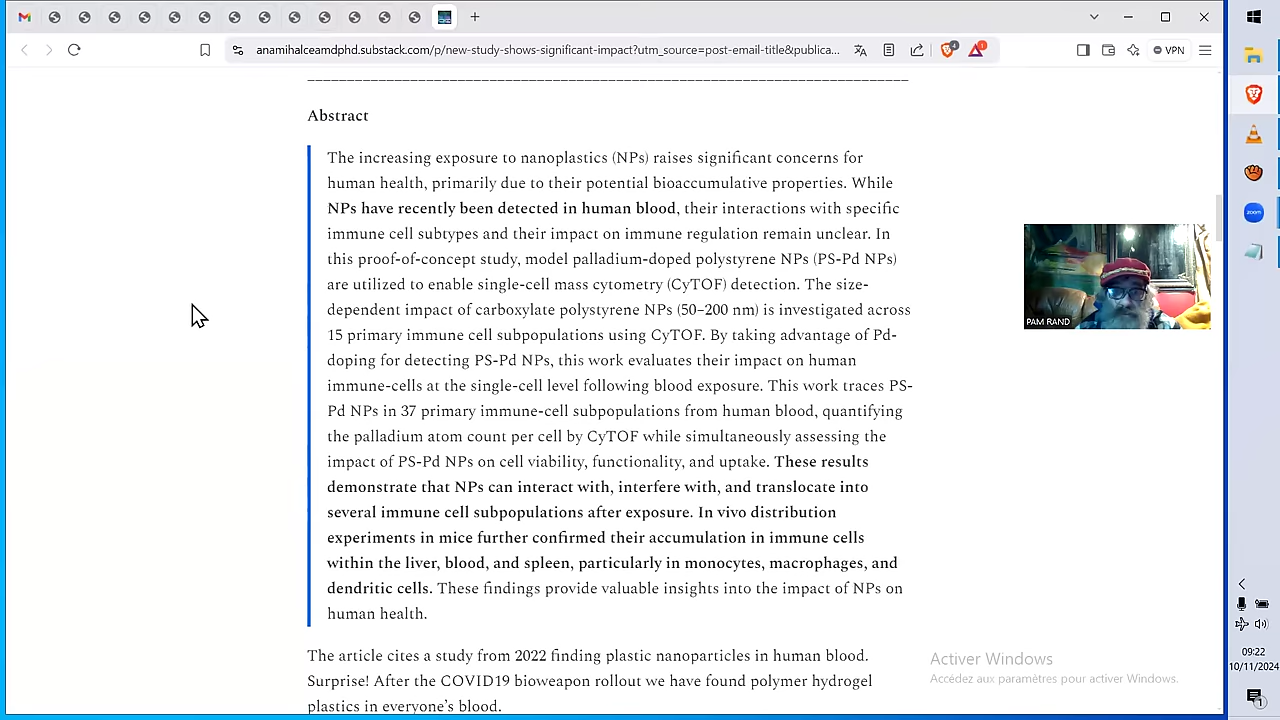 anamihalceamdphd.substack.com/p/new-study-shows-significant-impact?utm_source=post-email-title&publica...
4
1
VPN
Abstract
The increasing exposure to nanoplastics (NPs) raises significant concerns for
human health, primarily due to their potential bioaccumulative properties. While
NPs have recently been detected in human blood, their interactions with specific
immune cell subtypes and their impact on immune regulation remain unclear. In
this proof-of-concept study, model palladium-doped polystyrene NPs (PS-Pd NPs)
are utilized to enable single-cell mass cytometry (CyTOF) detection. The size-
dependent impact of carboxylate polystyrene NPs (50–200 nm) is investigated across
15 primary immune cell subpopulations using CyTOF. By taking advantage of Pd-
doping for detecting PS-Pd NPs, this work evaluates their impact on human
immune-cells at the single-cell level following blood exposure. This work traces PS-
Pd NPs in 37 primary immune-cell subpopulations from human blood, quantifying
the palladium atom count per cell by CyTOF while simultaneously assessing the
impact of PS-Pd NPs on cell viability, functionality, and uptake. These results
demonstrate that NPs can interact with, interfere with, and translocate into
several immune cell subpopulations after exposure. In vivo distribution
experiments in mice further confirmed their accumulation in immune cells
within the liver, blood, and spleen, particularly in monocytes, macrophages, and
dendritic cells. These findings provide valuable insights into the impact of NPs on
human health.
The article cites a study from 2022 finding plastic nanoparticles in human blood.
Surprise! After the COVID19 bioweapon rollout we have found polymer hydrogel
plastics in everyone's blood.
PAM RAND
Activer Windows
Accédez aux paramètres pour activer Windows.
zoom
09:22
10/11/2024
1